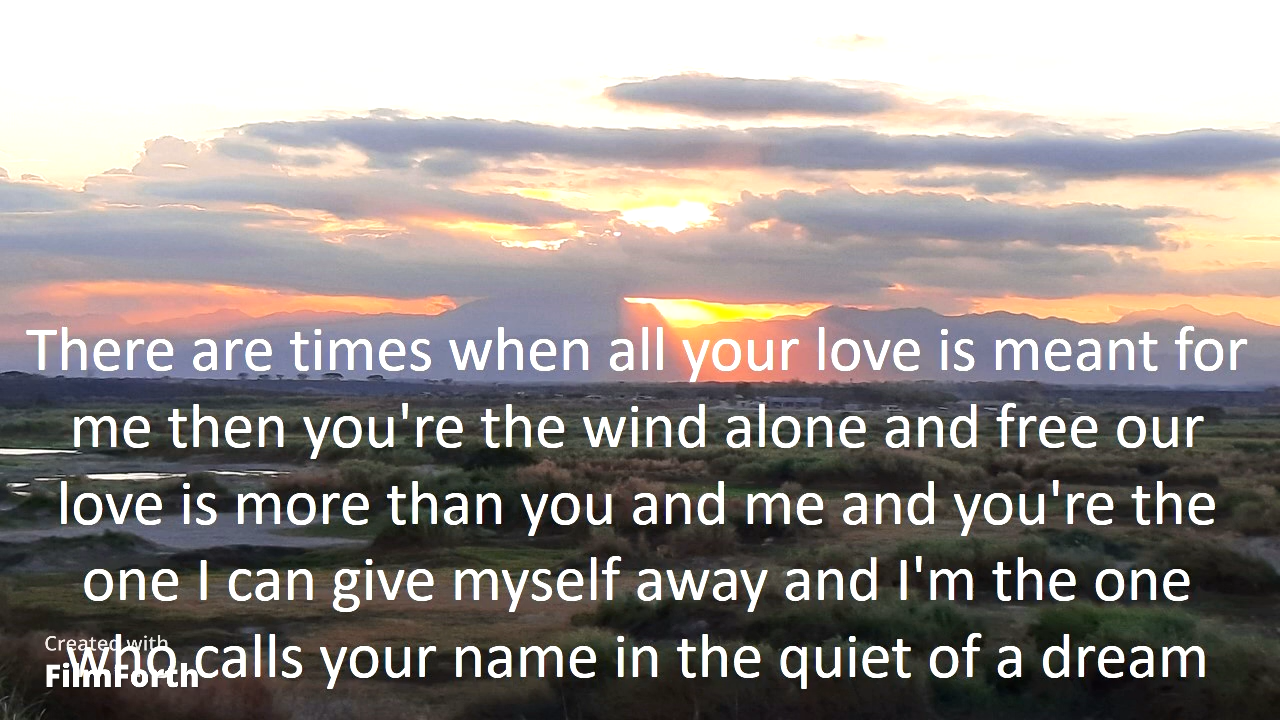 There are times when all your love is meant for
me then you're the wind alone and free our
love is more than you and me and you're the
one I can give myself away and I'm the one
who calls your name in the quiet of a dream
Created with
FilmForth